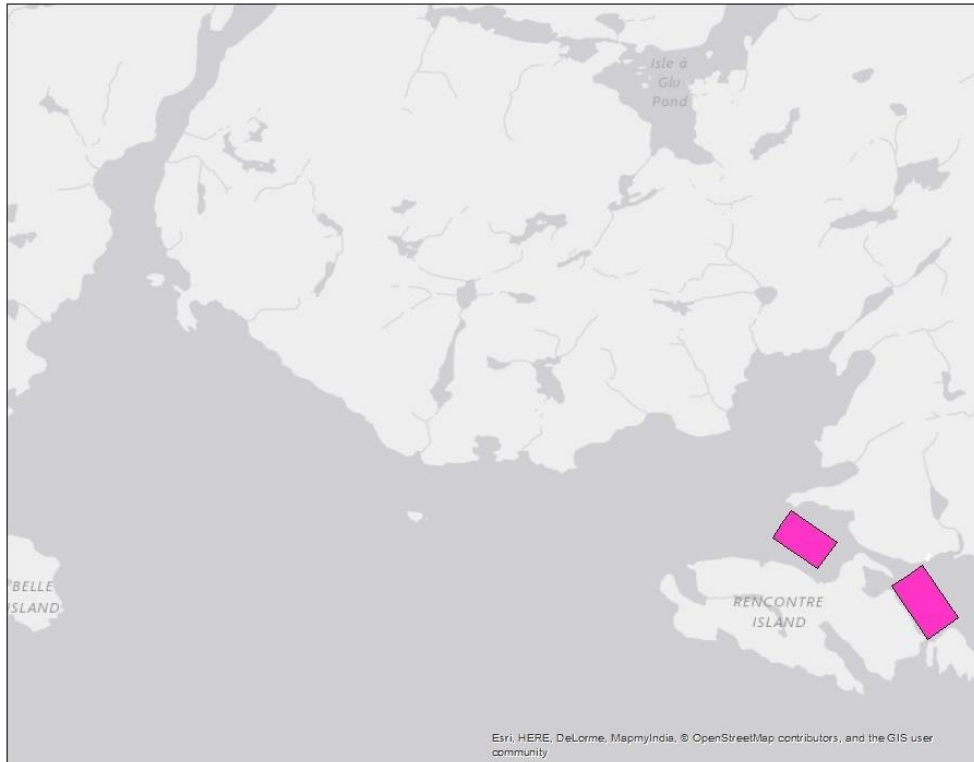 Isle à
Glu
Pond
BELLE
ISLAND
RENCONTRE
ISLAND
Esri, HERE, DeLorme, MapmyIndia, © OpenStreetMap contributors, and the GIS user
community